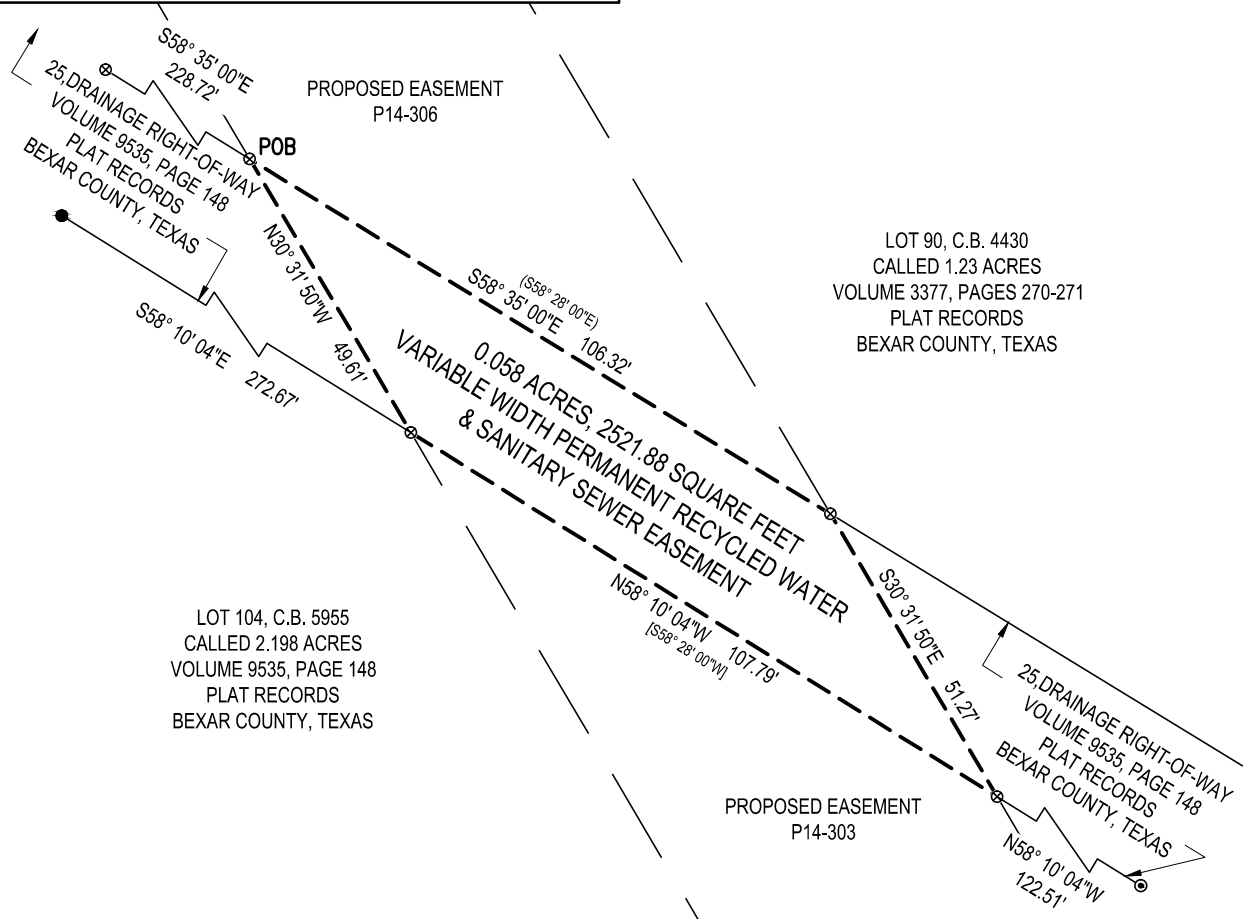 S58° 35' 00"E
228.72'
PROPOSED EASEMENT
P14-306
25,DRAINAGE RIGHT-OF-WAY
VOLUME 9535, PAGE 148
PLAT RECORDS
BEXAR COUNTY, TEXAS
POB
N30° 31' 50"W 49.61'
S58° 10' 04"E 272.67'
(S58° 28' 00"E)
S58° 35' 00"E 106.32'
LOT 90, C.B. 4430
CALLED 1.23 ACRES
VOLUME 3377, PAGES 270-271
PLAT RECORDS
BEXAR COUNTY, TEXAS
0.058 ACRES, 2521.88 SQUARE FEET
VARIABLE WIDTH PERMANENT RECYCLED WATER
& SANITARY SEWER EASEMENT
N58° 10' 04"W 107.79'
[S58° 28' 00"W]
S30° 31' 50"E 51.27'
LOT 104, C.B. 5955
CALLED 2.198 ACRES
VOLUME 9535, PAGE 148
PLAT RECORDS
BEXAR COUNTY, TEXAS
25,DRAINAGE RIGHT-OF-WAY
VOLUME 9535, PAGE 148
PLAT RECORDS
BEXAR COUNTY, TEXAS
PROPOSED EASEMENT
P14-303
N58° 10' 04"W
122.51'